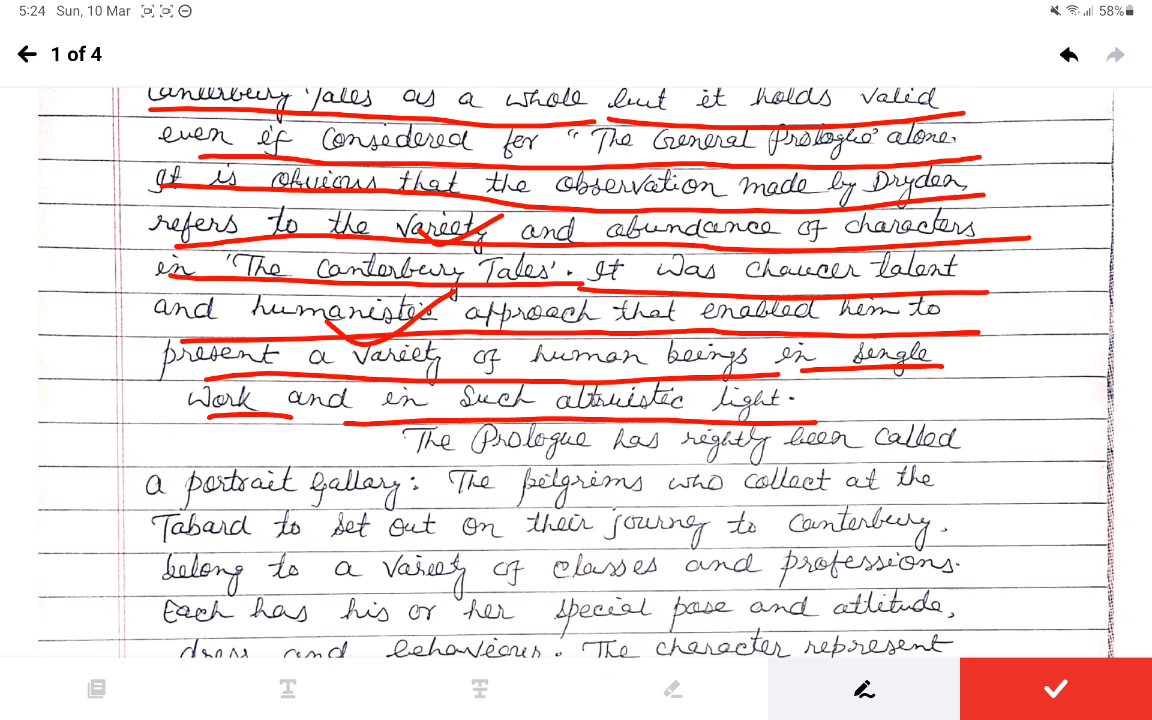 5:24 Sun, 10 Mar 58%
1 of 4
Canterbury Tales as a whole but it holds valid
even if considered for "The General Prologue' alone.
It is obvious that the observation made by Dryden,
refers to the variety and abundance of characters
in 'The Canterbury Tales'. It was chaucer talent
and humanistic approach that enabled him to
present a variety of human beings in single
work and in such altruistic light.
The Prologue has rightly been called
a portrait gallary: The pilgrims who collect at the
Tabard to set out on their journey to Canterbury,
belong to a variety of classes and professions.
Each has his or her special pose and attitude,
dress and behaviour. The character represent